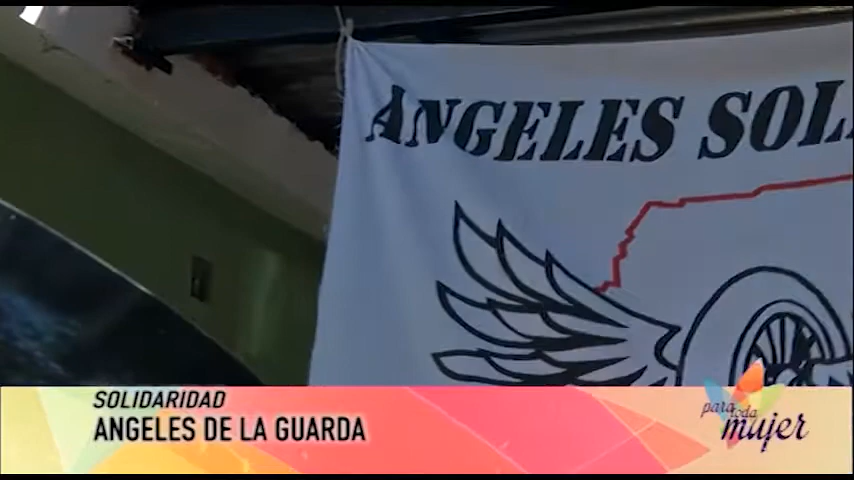 ANGELES SOL
SOLIDARIDAD
ANGELES DE LA GUARDA
para
toda
mujer